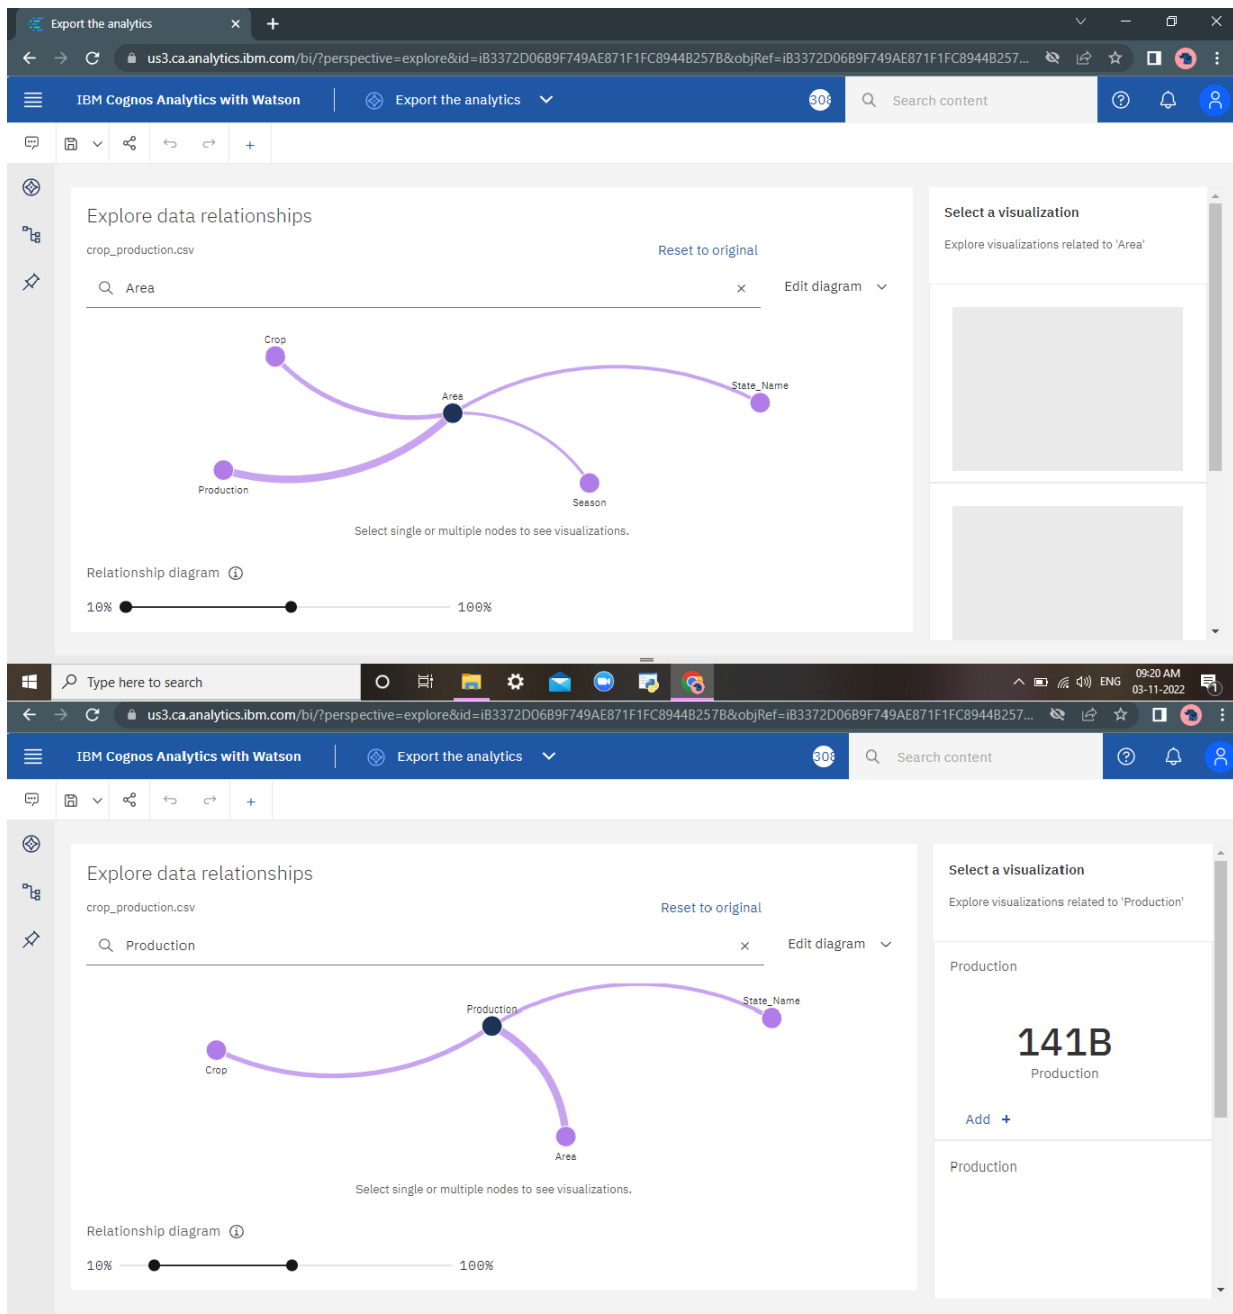 Export the analytics
us3.ca.analytics.ibm.com/bi/?perspective=explore&id=iB3372D06B9F749AE871F1FC8944B257B&objRef=iB3372D06B9F749AE871F1FC8944B257...
IBM Cognos Analytics with Watson
Export the analytics
308
Search content
Explore data relationships
crop_production.csv
Reset to original
Area
Edit diagram
Crop
Area
State_Name
Production
Season
Select single or multiple nodes to see visualizations.
Relationship diagram
10%
100%
Select a visualization
Explore visualizations related to 'Area'
Type here to search
ENG
09:20 AM
03-11-2022
1
us3.ca.analytics.ibm.com/bi/?perspective=explore&id=iB3372D06B9F749AE871F1FC8944B257B&objRef=iB3372D06B9F749AE871F1FC8944B257...
IBM Cognos Analytics with Watson
Export the analytics
308
Search content
Explore data relationships
crop_production.csv
Reset to original
Production
Edit diagram
Production
State_Name
Crop
Area
Select single or multiple nodes to see visualizations.
Relationship diagram
10%
100%
Select a visualization
Explore visualizations related to 'Production'
Production
141B
Production
Add +
Production